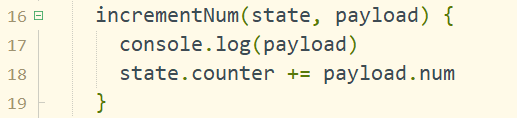 16 incrementNum(state, payload) {
17 console.log(payload)
18 state.counter += payload.num
19 }